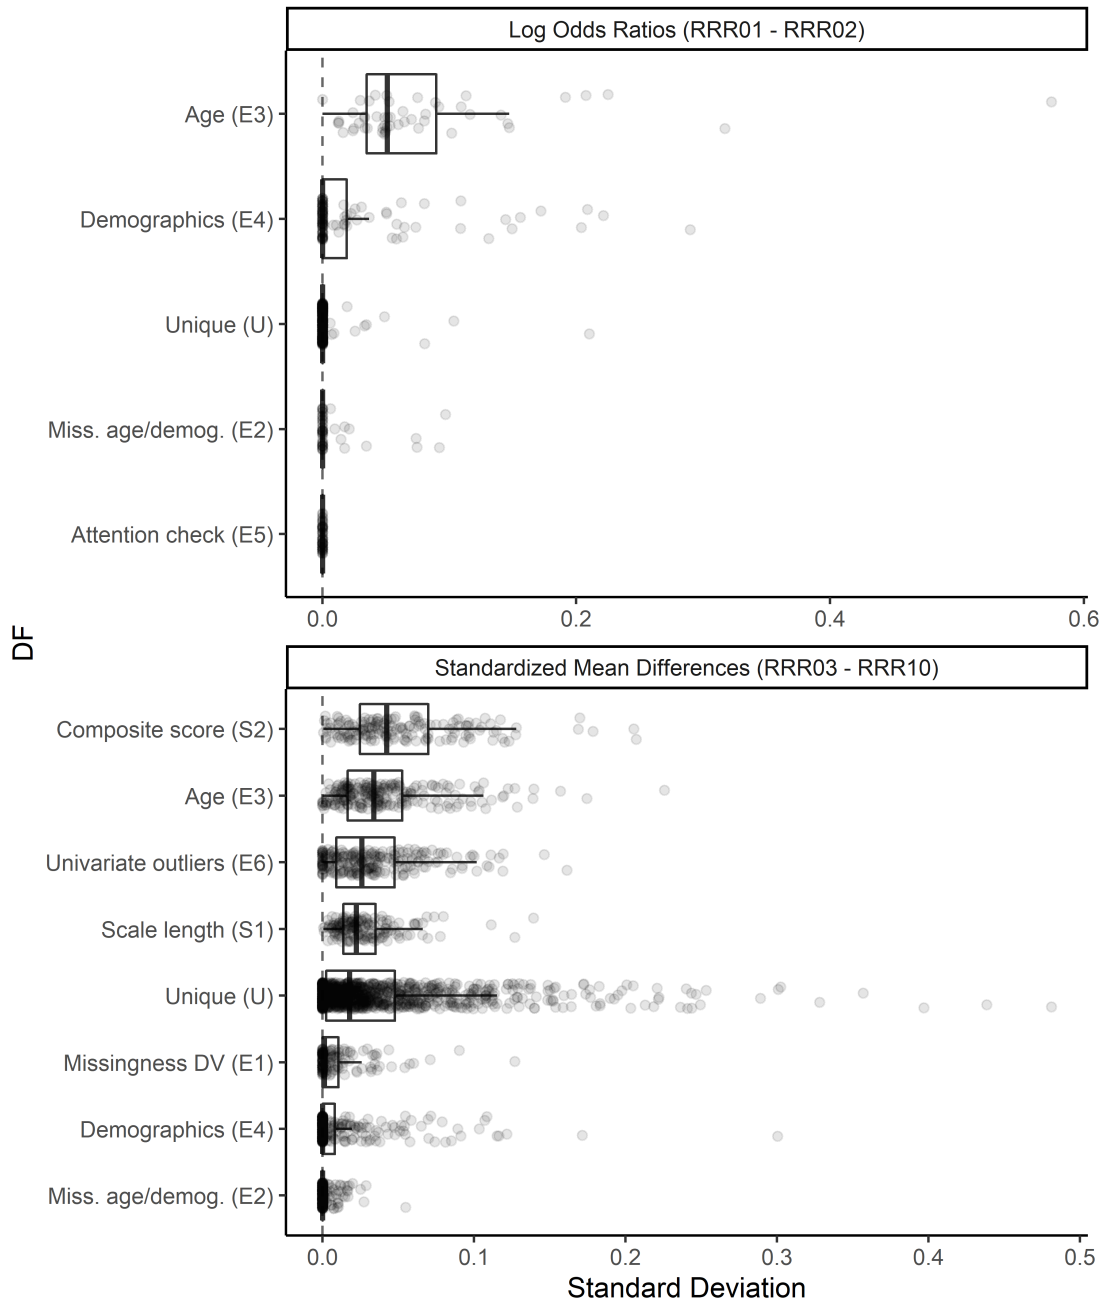 Log Odds Ratios (RRR01 - RRR02)
Age (E3)
Demographics (E4)
Unique (U)
Miss. age/demog. (E2)
Attention check (E5)
0.0 0.2 0.4 0.6
DF
Standardized Mean Differences (RRR03 - RRR10)
Composite score (S2)
Age (E3)
Univariate outliers (E6)
Scale length (S1)
Unique (U)
Missingness DV (E1)
Demographics (E4)
Miss. age/demog. (E2)
0.0 0.1 0.2 0.3 0.4 0.5
Standard Deviation